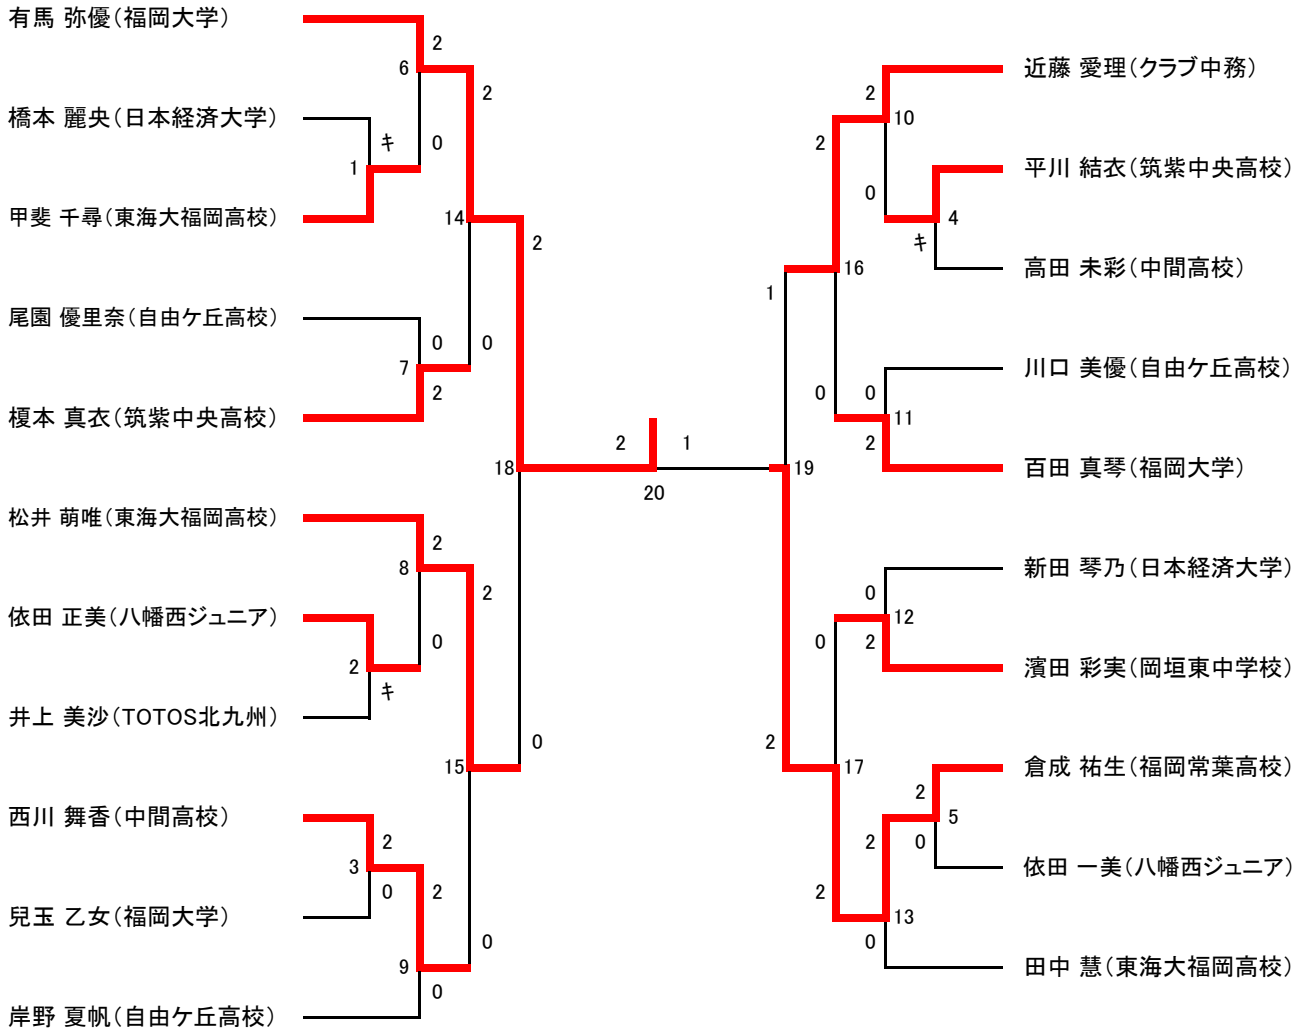 有馬 弥優（福岡大学）
2
6
近藤 愛理（クラブ中務）
2
2
10
橋本 麗央（日本経済大学）
キ
0
2
1
平川 結衣（筑紫中央高校）
0
甲斐 千尋（東海大福岡高校）
14
4
2
キ
16
高田 未彩（中間高校）
1
尾園 優里奈（自由ケ丘高校）
0
0
7
川口 美優（自由ケ丘高校）
2
0
0
榎本 真衣（筑紫中央高校）
11
2
1
2
18
19
百田 真琴（福岡大学）
20
松井 萌唯（東海大福岡高校）
2
8
新田 琴乃（日本経済大学）
2
0
依田 正美（八幡西ジュニア）
12
0
0
2
2
濱田 彩実（岡垣東中学校）
キ
井上 美沙（TOTOS北九州）
0
2
15
17
倉成 祐生（福岡常葉高校）
2
西川 舞香（中間高校）
5
2
2
0
3
依田 一美（八幡西ジュニア）
0
2
2
兒玉 乙女（福岡大学）
13
0
0
9
田中 慧（東海大福岡高校）
0
岸野 夏帆（自由ケ丘高校）